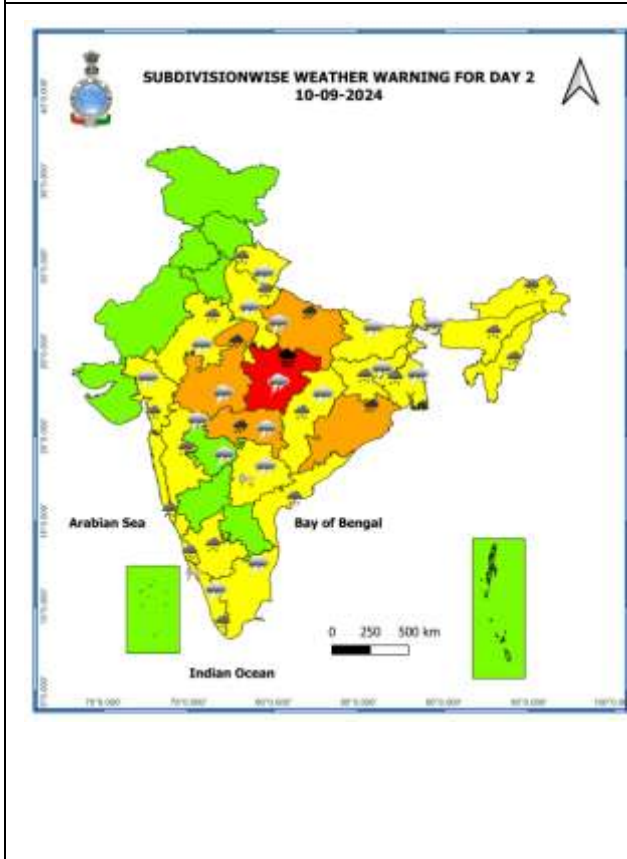 SUBDIVISIONWISE WEATHER WARNING FOR DAY 2
10-09-2024
Arabian Sea
Bay of Bengal
0 250 500 km
Indian Ocean